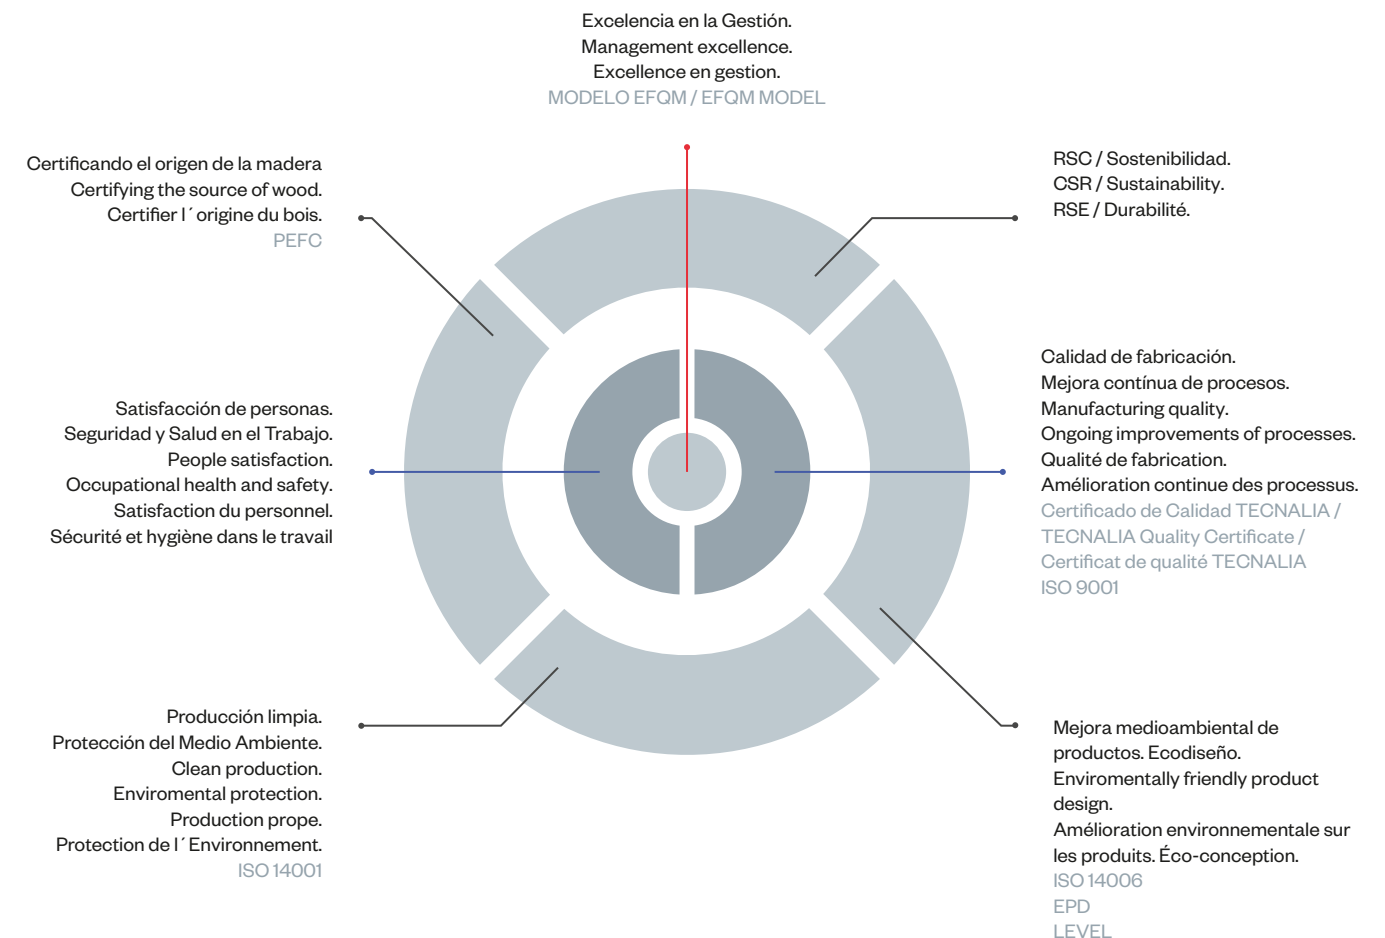 Excelencia en la Gestión.
Management excellence.
Excellence en gestion.
MODELO EFQM / EFQM MODEL
Certificando el origen de la madera
Certifying the source of wood.
Certifier l´origine du bois.
PEFC
RSC / Sostenibilidad.
CSR / Sustainability.
RSE / Durabilité.
Satisfacción de personas.
Seguridad y Salud en el Trabajo.
People satisfaction.
Occupational health and safety.
Satisfaction du personnel.
Sécurité et hygiène dans le travail
Calidad de fabricación.
Mejora contínua de procesos.
Manufacturing quality.
Ongoing improvements of processes.
Qualité de fabrication.
Amélioration continue des processus.
Certificado de Calidad TECNALIA /
TECNALIA Quality Certificate /
Certificat de qualité TECNALIA
ISO 9001
Producción limpia.
Protección del Medio Ambiente.
Clean production.
Enviromental protection.
Production prope.
Protection de l´Environnement.
ISO 14001
Mejora medioambiental de
productos. Ecodiseño.
Enviromentally friendly product
design.
Amélioration environnementale sur
les produits. Éco-conception.
ISO 14006
EPD
LEVEL